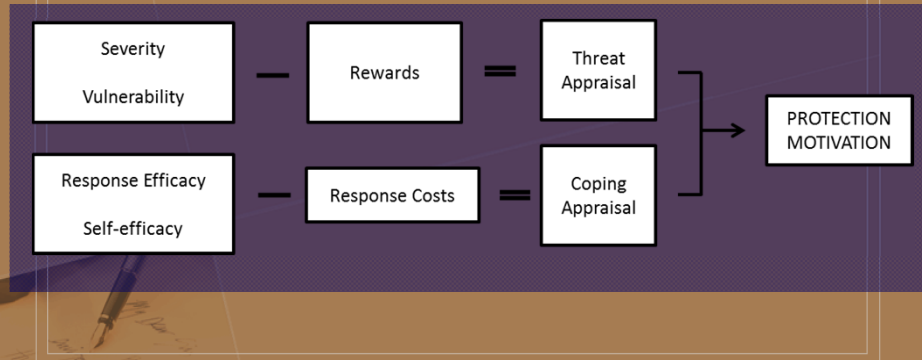 Severity
Vulnerability
Rewards
Threat
Appraisal
PROTECTION
MOTIVATION
Response Efficacy
Self-efficacy
Response Costs
Coping
Appraisal